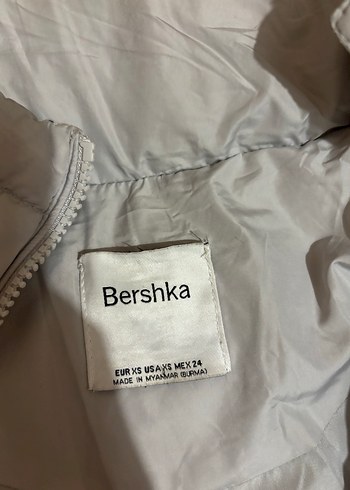 Bershka
EUR XS USA XS MEX 24
MADE IN MYANMAR (BURMA)